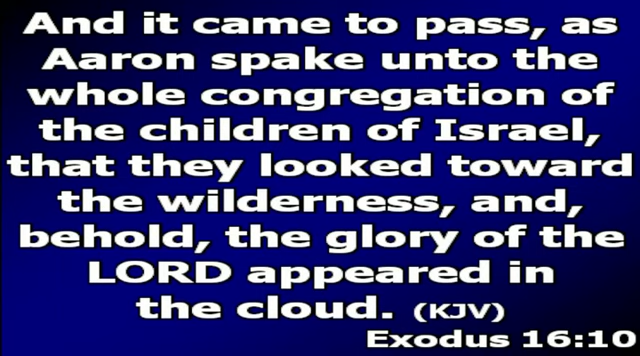 And it came to pass, as
Aaron spake unto the
whole congregation of
the children of Israel,
that they looked toward
the wilderness, and,
behold, the glory of the
LORD appeared in
the cloud. (KJV)
Exodus 16:10